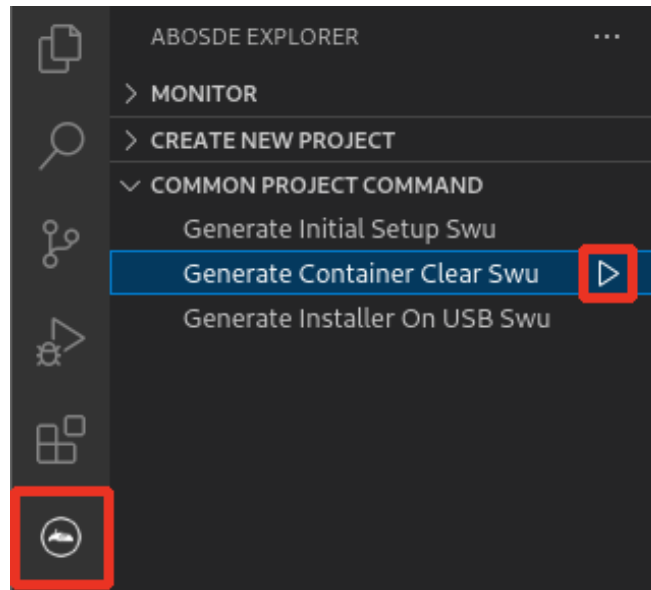 ABOSDE EXPLORER
MONITOR
CREATE NEW PROJECT
COMMON PROJECT COMMAND
Generate Initial Setup Swu
Generate Container Clear Swu
Generate Installer On USB Swu